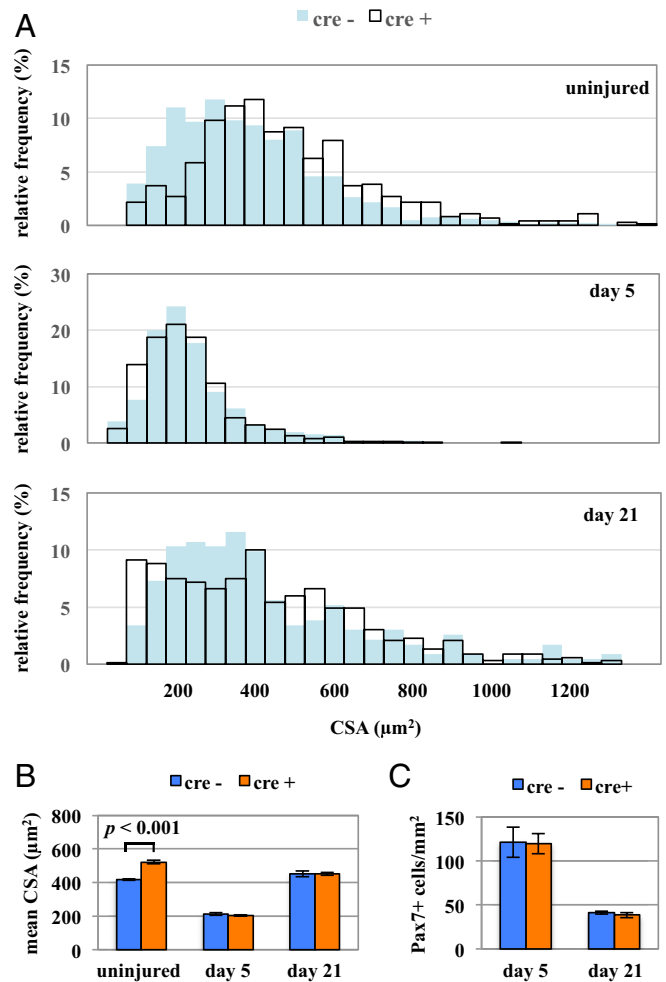 A
cre - cre +
relative frequency (%)
15
10
5
0
uninjured
relative frequency (%)
30
20
10
0
day 5
relative frequency (%)
15
10
5
0
day 21
200 400 600 800 1000 1200
CSA (µm²)
B
cre - cre +
mean CSA (µm²)
800
600
400
200
0
p < 0.001
uninjured day 5 day 21
C
cre - cre+
Pax7+ cells/mm²
150
100
50
0
day 5 day 21